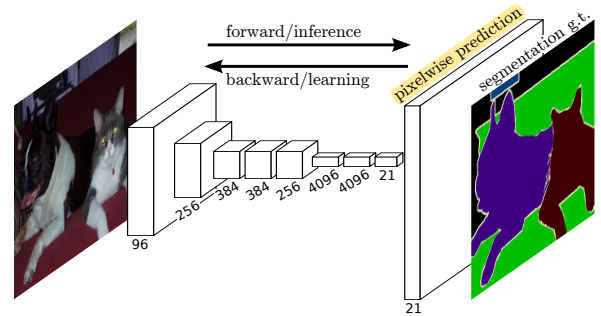 forward/inference
backward/learning
pixelwise prediction
segmentation g.t.
96
256
384
384
256
4096
4096
21
21